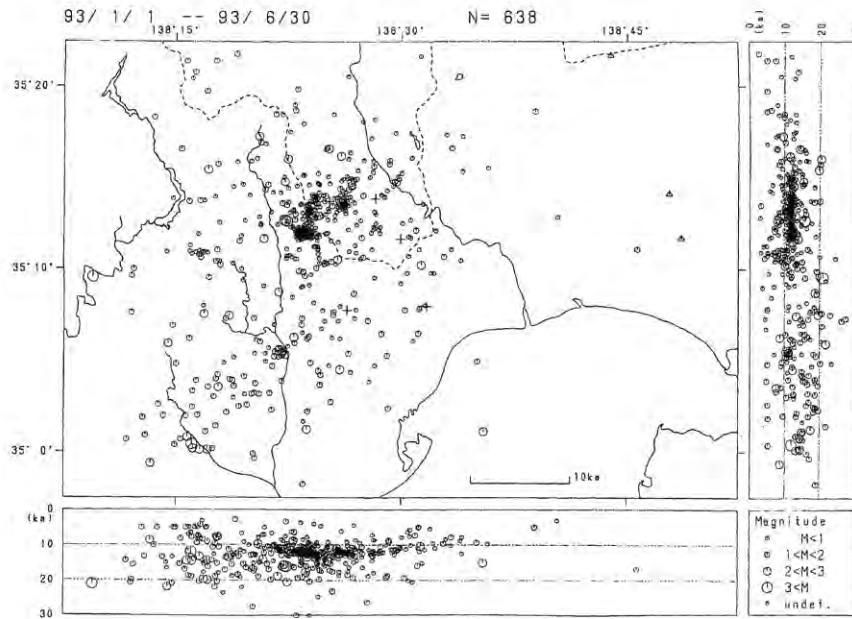 93/ 1/ 1 -- 93/ 6/30 N= 638
138°15' 138°30' 138°45'
0 10 20
(km)
35°20'
35°10'
35° 0'
10km
0
(km)
10
20
30
Magnitude
M<1
1<M<2
2<M<3
3<M
undef.